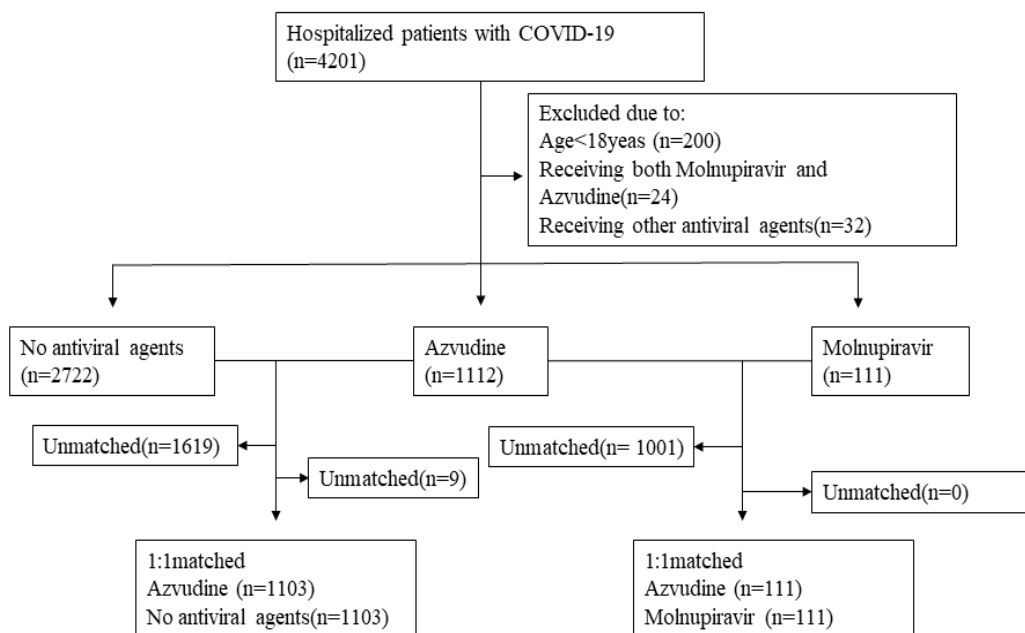 Hospitalized patients with COVID-19
(n=4201)
Excluded due to:
Age<18yeas (n=200)
Receiving both Molnupiravir and
Azvudine(n=24)
Receiving other antiviral agents(n=32)
No antiviral agents
(n=2722)
Azvudine
(n=1112)
Molnupiravir
(n=111)
Unmatched(n=1619)
Unmatched(n=9)
Unmatched(n= 1001)
Unmatched(n=0)
1:1matched
Azvudine (n=1103)
No antiviral agents(n=1103)
1:1matched
Azvudine (n=111)
Molnupiravir (n=111)